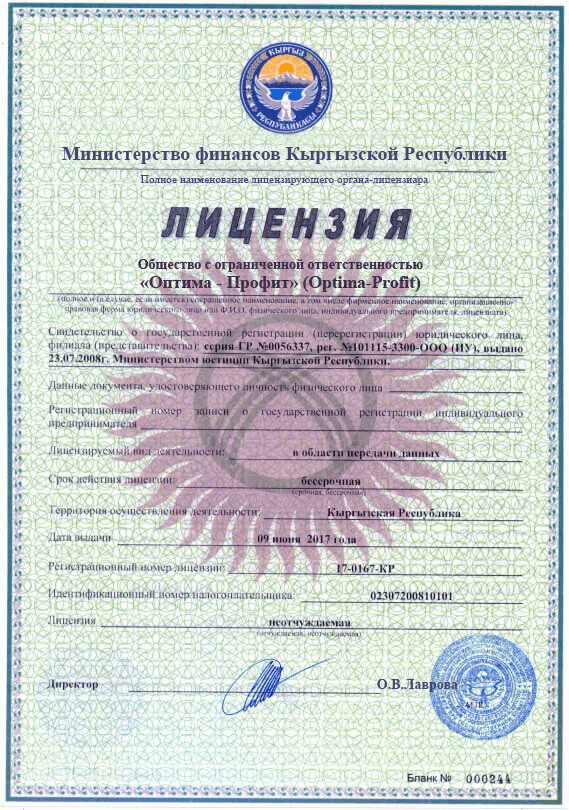 КЫРГЫЗ
РЕСПУБЛИКАСЫ
Министерство финансов Кыргызской Республики
Полное наименование лицензирующего органа-лицензиара
ЛИЦЕНЗИЯ
Общество с ограниченной ответственностью
«Оптима - Профит» (Optima-Profit)
(полное и (в случае, если имеется) сокращенное наименование, в том числе фирменное наименование, организационно-
правовая форма юридического лица или Ф.И.О. физического лица, индивидуального предпринимателя, лицензиата)
Свидетельство о государственной регистрации (перерегистрации) юридического лица,
филиала (представительства): серия ГР №0056337, рег. №101115-3300-ООО (ИУ), выдано
23.07.2008г. Министерством юстиции Кыргызской Республики.
Данные документа, удостоверяющего личность физического лица
Регистрационный номер записи о государственной регистрации индивидуального
предпринимателя
Лицензируемый вид деятельности: в области передачи данных
Срок действия лицензии: бессрочная
(срочная, бессрочная)
Территория осуществления деятельности: Кыргызская Республика
Дата выдачи 09 июня 2017 года
Регистрационный номер лицензии: 17-0167-КР
Идентификационный номер налогоплательщика: 02307200810101
Лицензия неотчуждаемая
(отчуждаемая, неотчуждаемая)
Директор О.В.Лаврова
Бланк № 000244